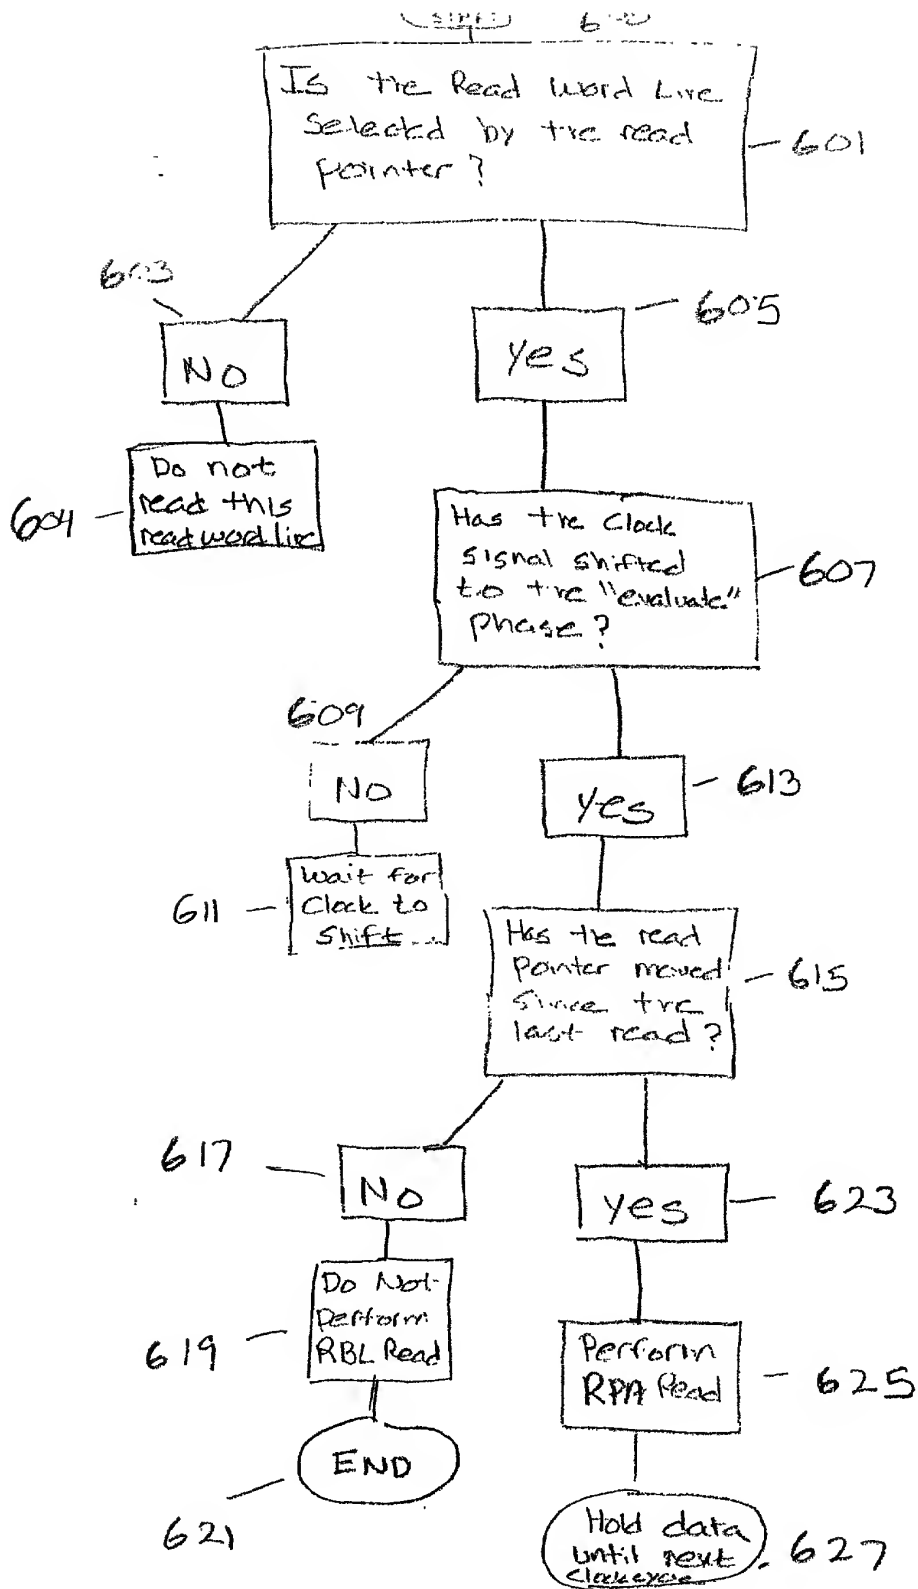 Is the Read Word Line
selected by the read
pointer?
601
603
605
No
Yes
Do not
read this
read word line
604
Has the Clock
signal shifted
to the "evaluate"
phase?
607
609
613
No
Yes
Wait for
Clock to
Shift
611
Has the read
pointer moved
since the
last read?
615
617
623
No
Yes
Do Not
Perform
RBL Read
619
Perform
RPA Read
625
END
621
Hold data
until next
clock cycle
627